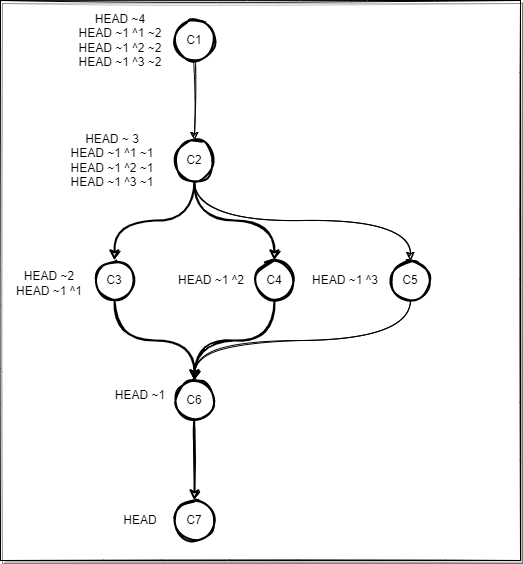 HEAD ~4
HEAD ~1 ^1 ~2
HEAD ~1 ^2 ~2
HEAD ~1 ^3 ~2
C1
HEAD ~ 3
HEAD ~1 ^1 ~1
HEAD ~1 ^2 ~1
HEAD ~1 ^3 ~1
C2
HEAD ~2
HEAD ~1 ^1
C3
HEAD ~1 ^2
C4
HEAD ~1 ^3
C5
HEAD ~1
C6
HEAD
C7